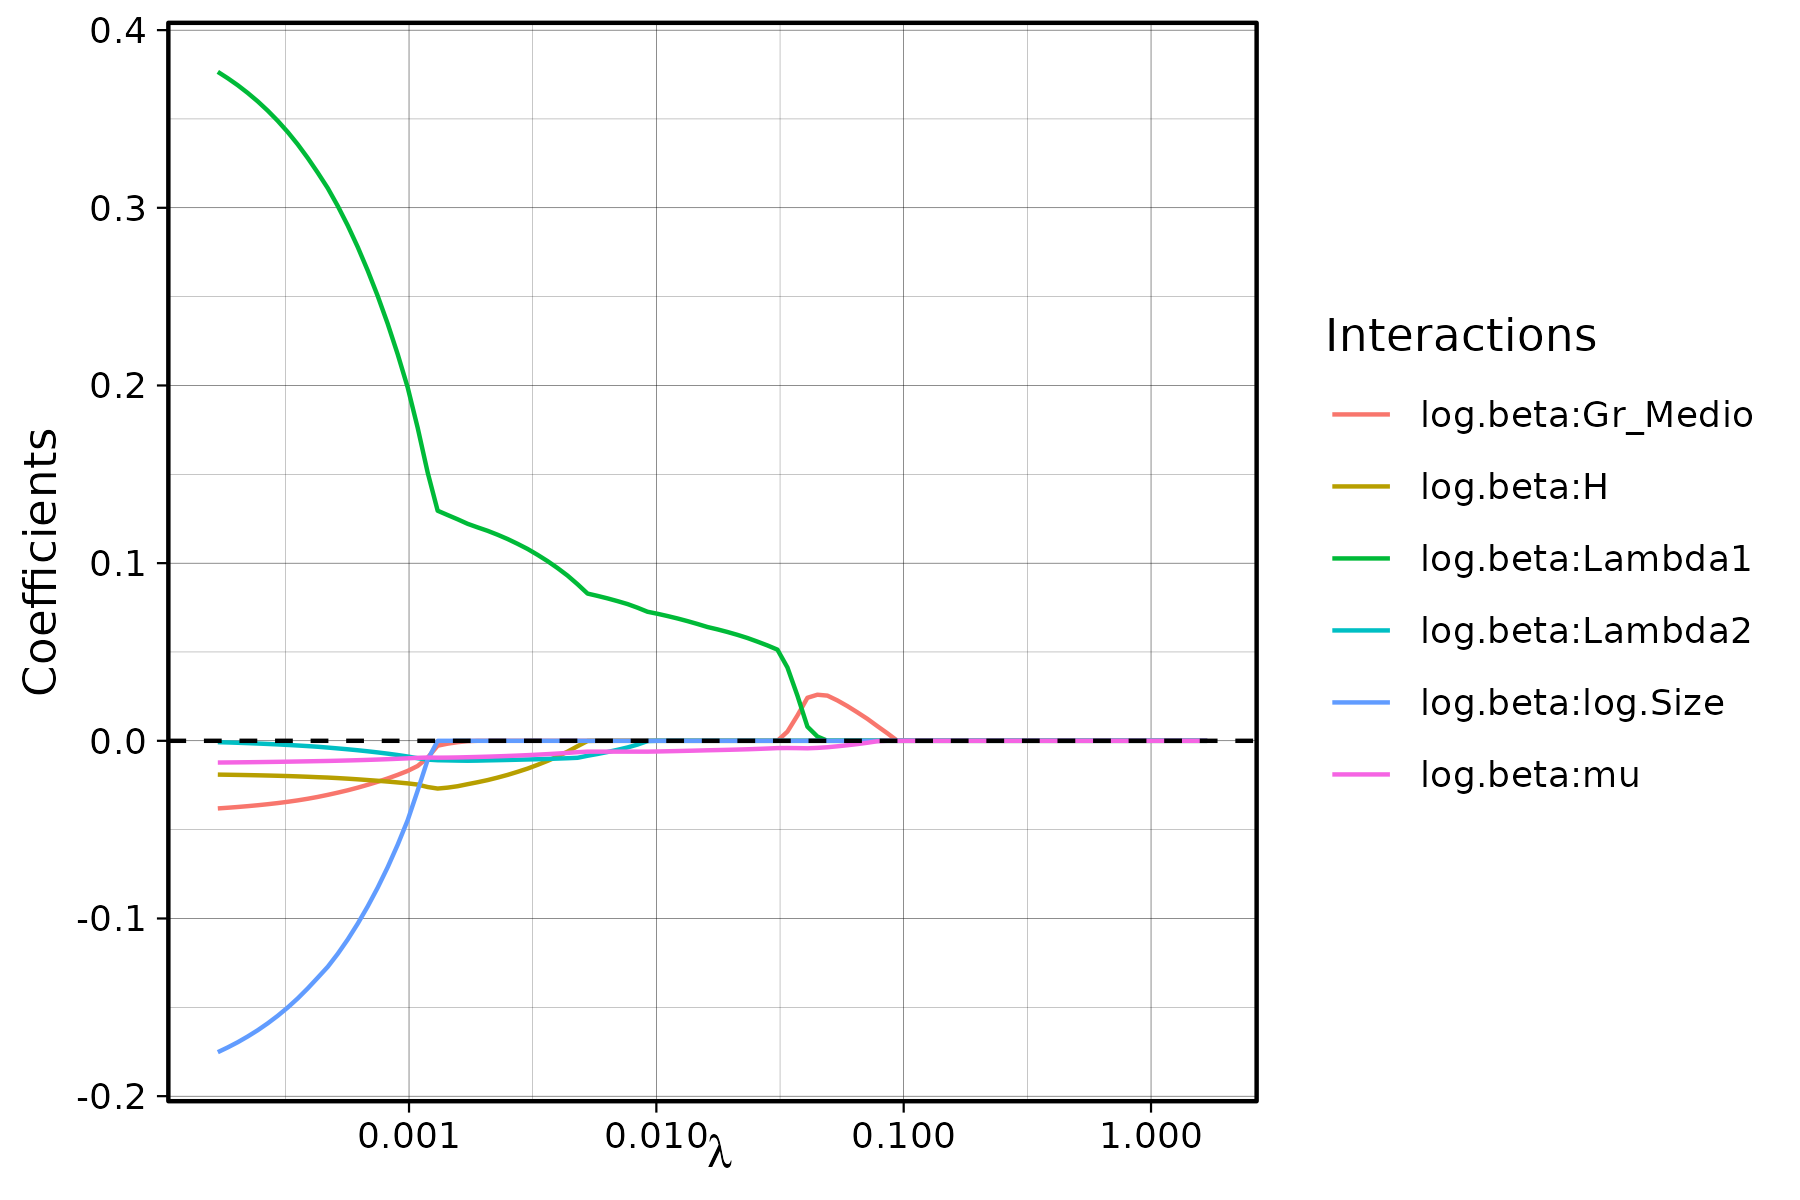 0.4
0.3
0.2
0.1
0.0
-0.1
-0.2
Coefficients
0.001
0.010
0.100
1.000
λ
Interactions
log.beta:Gr_Medio
log.beta:H
log.beta:Lambda1
log.beta:Lambda2
log.beta:log.Size
log.beta:mu